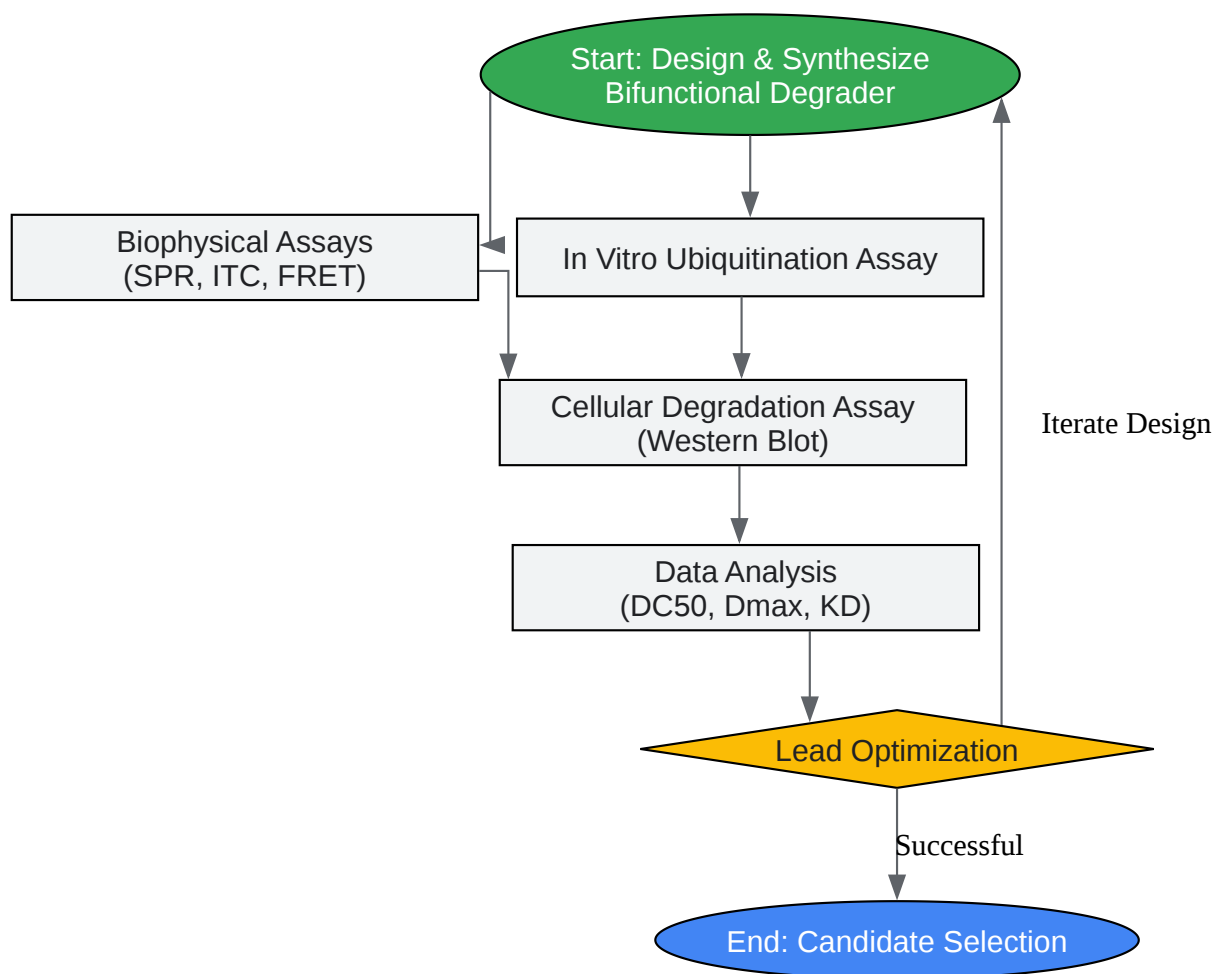 Start: Design & Synthesize
Bifunctional Degrader
Biophysical Assays
(SPR, ITC, FRET)
In Vitro Ubiquitination Assay
Cellular Degradation Assay
(Western Blot)
Iterate Design
Data Analysis
(DC50, Dmax, KD)
Lead Optimization
Successful
End: Candidate Selection